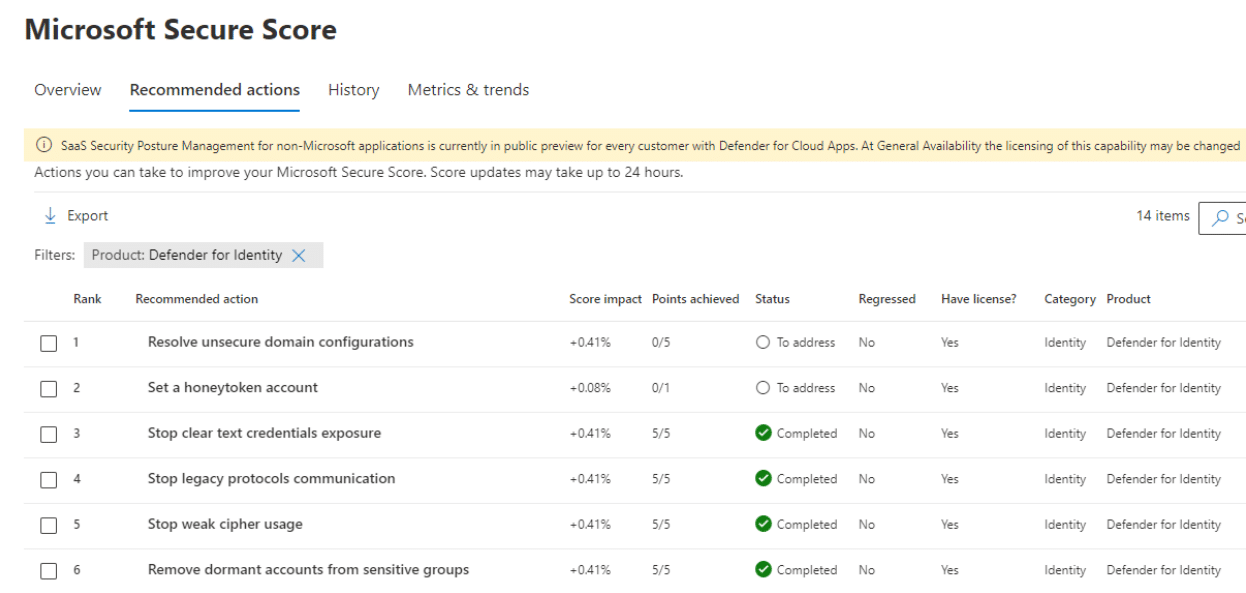 Microsoft Secure Score
Overview Recommended actions History Metrics & trends
SaaS Security Posture Management for non-Microsoft applications is currently in public preview for every customer with Defender for Cloud Apps. At General Availability the licensing of this capability may be changed
Actions you can take to improve your Microsoft Secure Score. Score updates may take up to 24 hours.
Export 14 items
Filters: Product: Defender for Identity
Rank Recommended action Score impact Points achieved Status Regressed Have license? Category Product
1 Resolve unsecure domain configurations +0.41% 0/5 To address No Yes Identity Defender for Identity
2 Set a honeytoken account +0.08% 0/1 To address No Yes Identity Defender for Identity
3 Stop clear text credentials exposure +0.41% 5/5 Completed No Yes Identity Defender for Identity
4 Stop legacy protocols communication +0.41% 5/5 Completed No Yes Identity Defender for Identity
5 Stop weak cipher usage +0.41% 5/5 Completed No Yes Identity Defender for Identity
6 Remove dormant accounts from sensitive groups +0.41% 5/5 Completed No Yes Identity Defender for Identity